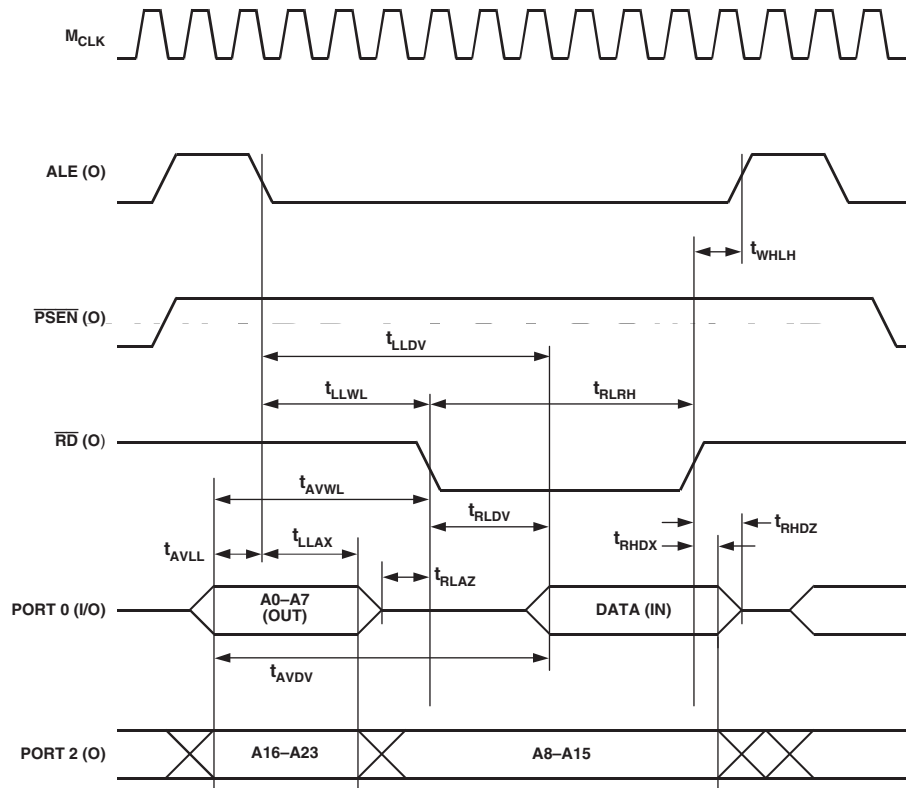 MCLK
ALE (O)
tWHLH
PSEN (O)
tLLDV
tLLWL
tRLRH
RD (O)
tAVWL
tRLDV
tRHDZ
tAVLL
tLLAX
tRHDX
tRLAZ
PORT 0 (I/O)
A0–A7
(OUT)
DATA (IN)
tAVDV
PORT 2 (O)
A16–A23
A8–A15